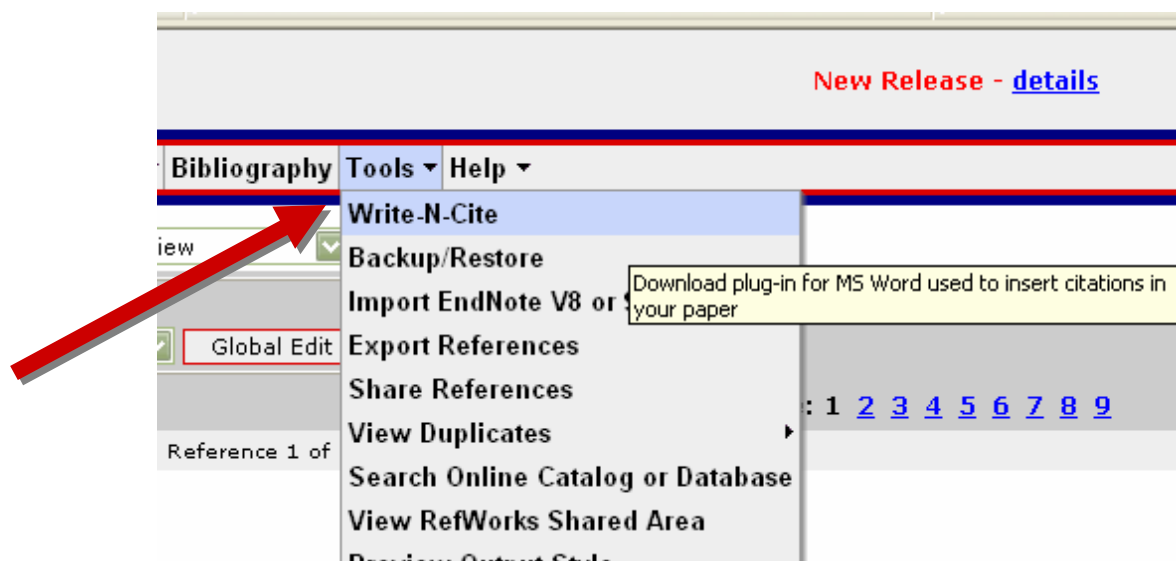 New Release - details
Bibliography Tools Help
Write-N-Cite
iew
Backup/Restore
Download plug-in for MS Word used to insert citations in
your paper
Import EndNote V8 or
Global Edit
Export References
Share References
: 1 2 3 4 5 6 7 8 9
View Duplicates
Reference 1 of
Search Online Catalog or Database
View RefWorks Shared Area
Preview Output Style